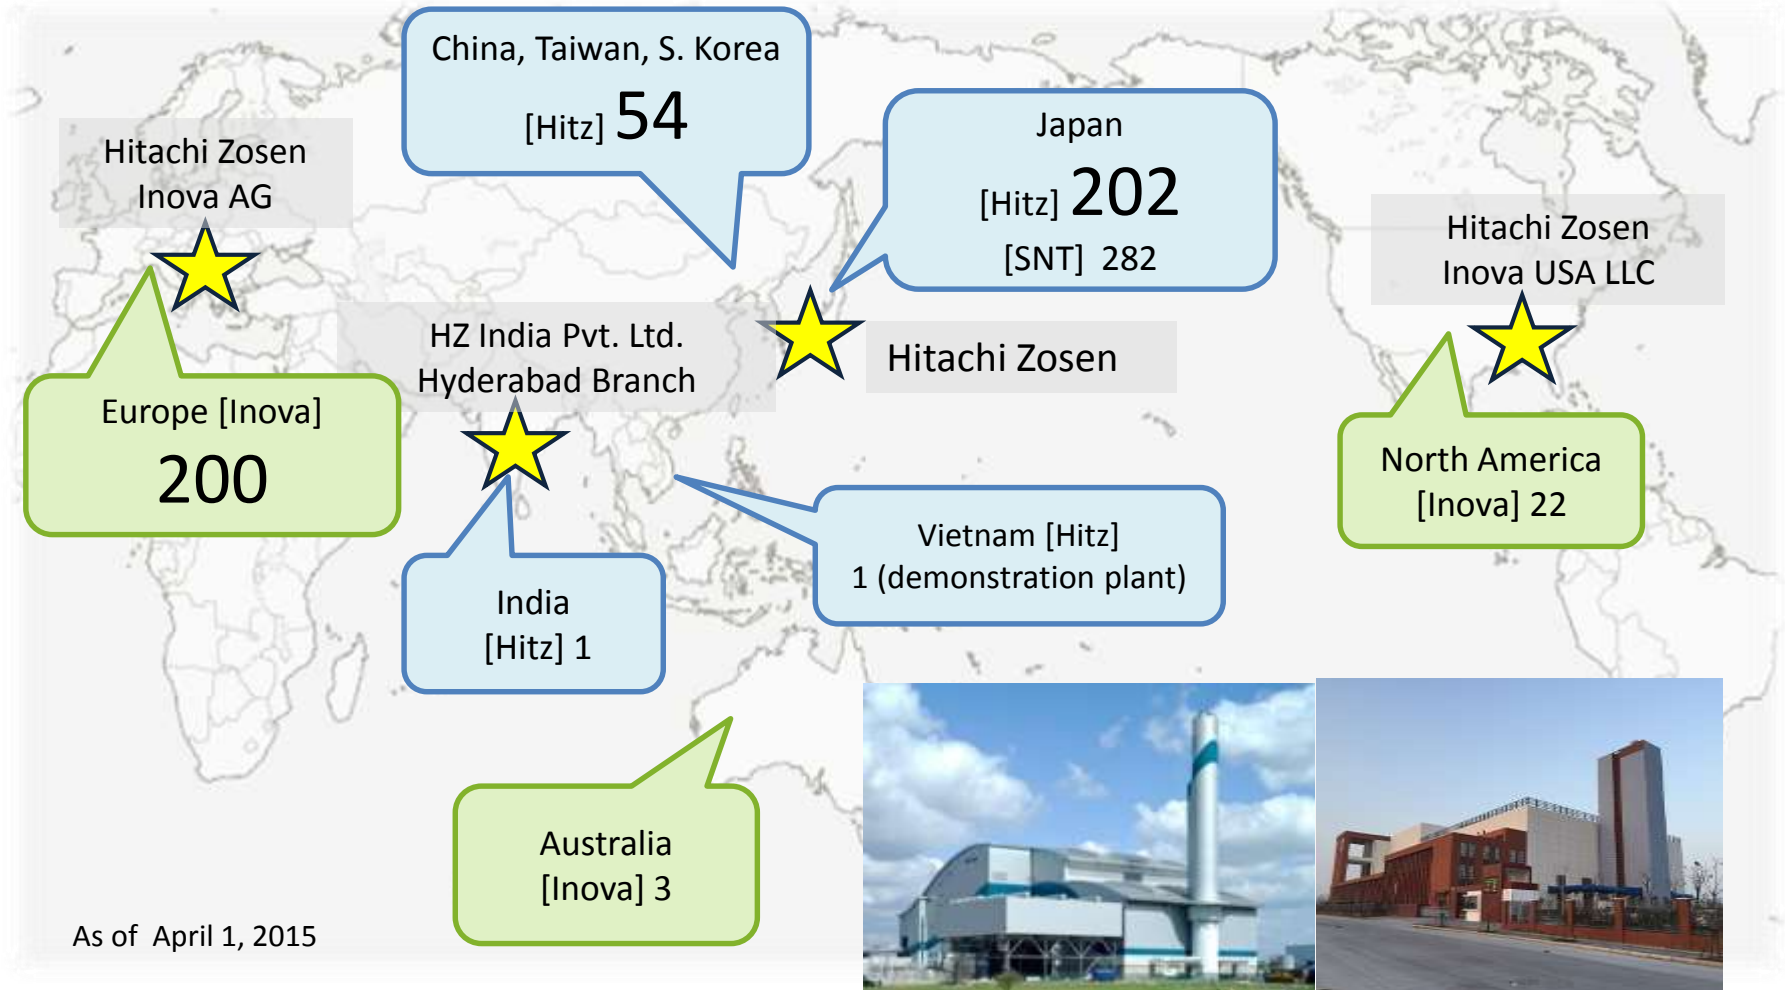 China, Taiwan, S. Korea
[Hitz] 54
Japan
[Hitz] 202
[SNT] 282
Hitachi Zosen
Inova AG
Hitachi Zosen
Inova USA LLC
HZ India Pvt. Ltd.
Hyderabad Branch
Hitachi Zosen
Europe [Inova]
200
North America
[Inova] 22
Vietnam [Hitz]
1 (demonstration plant)
India
[Hitz] 1
Australia
[Inova] 3
As of April 1, 2015